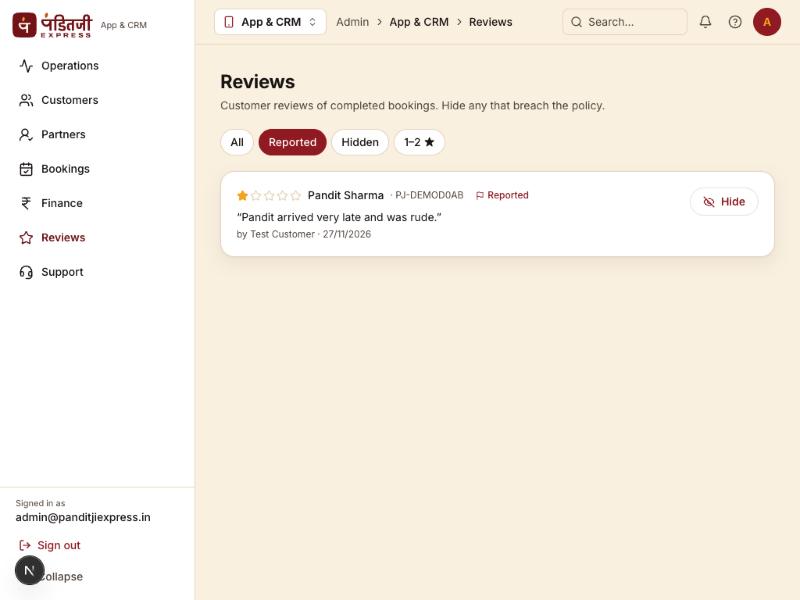 पंडितजी
EXPRESS
App & CRM
Operations
Customers
Partners
Bookings
Finance
Reviews
Support
Signed in as
admin@panditjiexpress.in
Sign out
N
ollapse
App & CRM
Admin > App & CRM > Reviews
Search...
A
Reviews
Customer reviews of completed bookings. Hide any that breach the policy.
All
Reported
Hidden
1–2 ★
Pandit Sharma · PJ-DEMOD0AB Reported
“Pandit arrived very late and was rude.”
by Test Customer · 27/11/2026
Hide